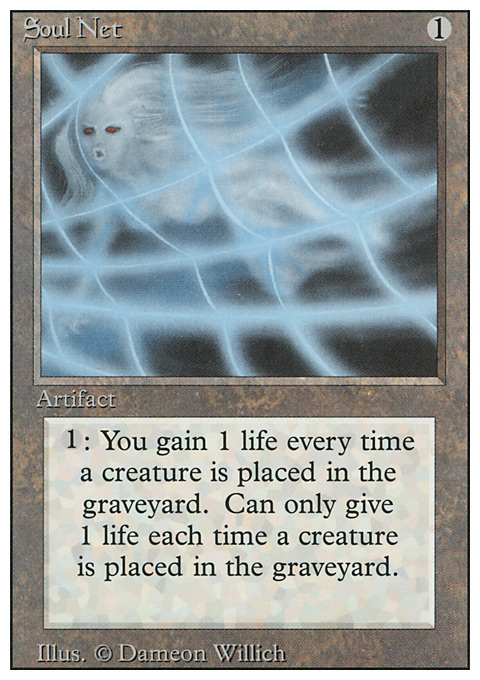 Soul Net 1
Artifact
1: You gain 1 life every time
a creature is placed in the
graveyard. Can only give
1 life each time a creature
is placed in the graveyard.
Illus. © Dameon Willich